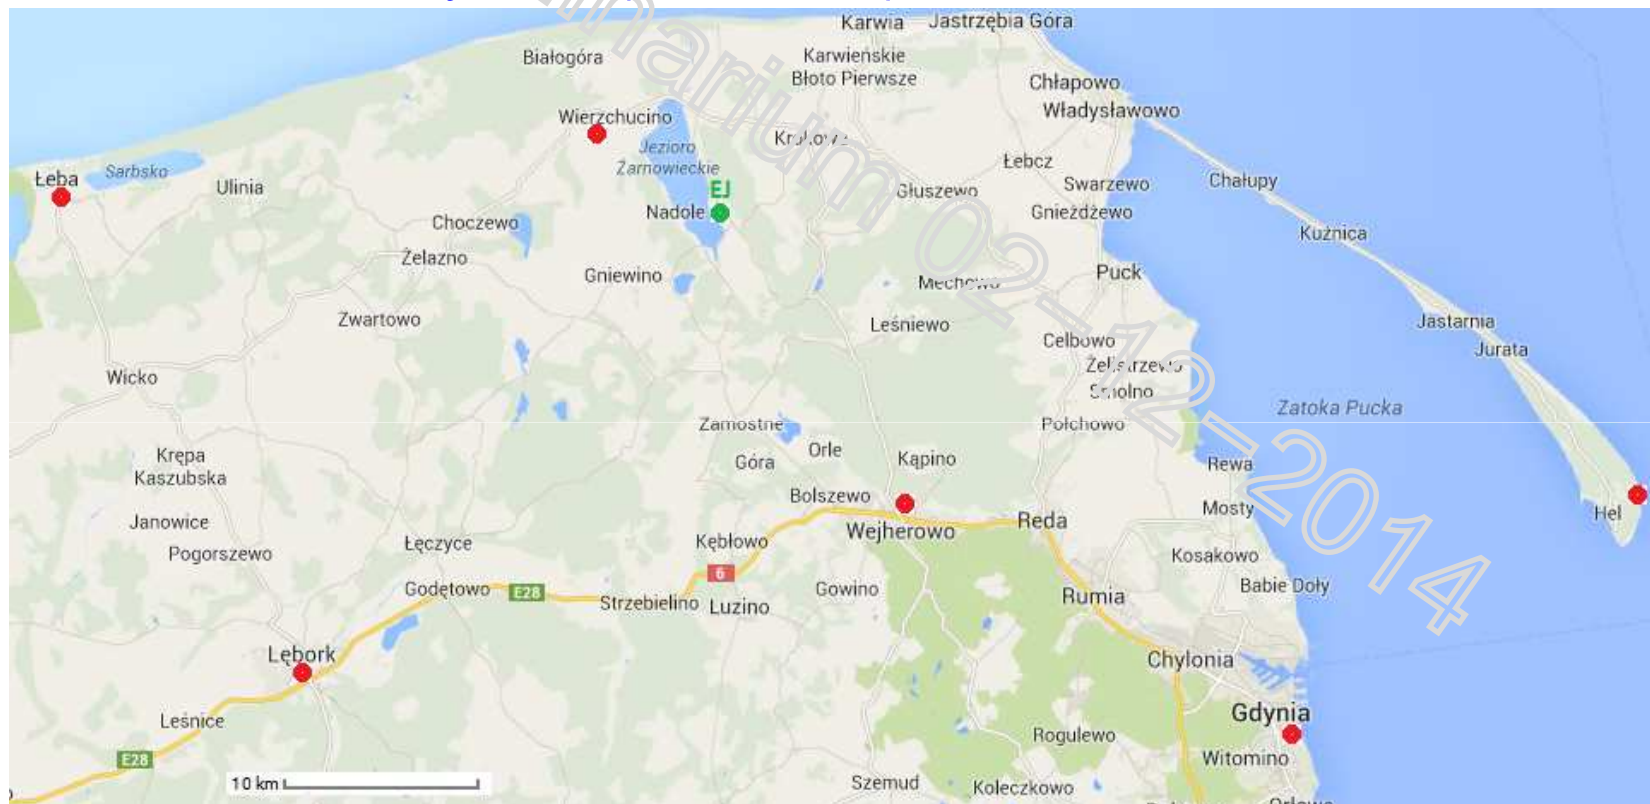 Karwia Jastrzębia Góra
Białogóra
Karwieńskie
Błoto Pierwsze
Chłapowo
Władysławowo
Wierzchucino
Krokowa
Jezioro
Żarnowieckie
Łebcz
Łeba
Sarbsko
Ulinia
EJ
Głuszewo
Swarzewo
Chałupy
Choczewo
Nadole
Gnieżdżewo
Kuźnica
Żelazno
Gniewino
Mechowo
Puck
Zwartowo
Leśniewo
Jastarnia
Celbowo
Jurata
Wicko
Żelistrzewo
Smolno
Zatoka Pucka
Zamostne
Połchowo
Krępa
Kaszubska
Góra
Orle
Kąpino
Rewa
Bolszewo
Mosty
Hel
Janowice
Wejherowo
Reda
Pogorszewo
Łęczyce
Kębłowo
Kosakowo
6
Godętowo
E28
Strzebielino
Luzino
Gowino
Rumia
Babie Doły
Lębork
Chylonia
Leśnice
Gdynia
Rogulewo
E28
Witomino
10 km
Szemud
Koleczkowo
02-12-2014